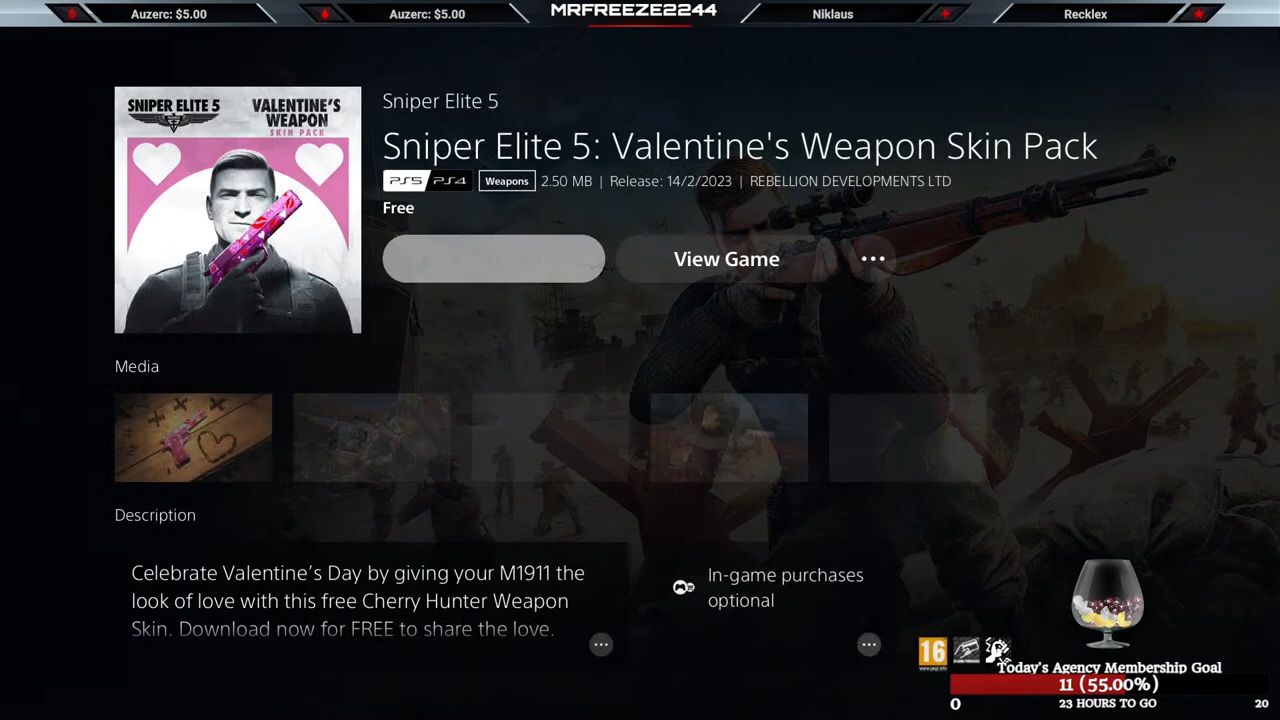 Auzerc: $5.00
Auzerc: $5.00
MRFREEZE2244
Niklaus
Recklex
SNIPER ELITE 5
VALENTINE'S
WEAPON
SKIN PACK
Sniper Elite 5
Sniper Elite 5: Valentine's Weapon Skin Pack
PS5 PS4 Weapons 2.50 MB | Release: 14/2/2023 | REBELLION DEVELOPMENTS LTD
Free
View Game
Media
Description
Celebrate Valentine’s Day by giving your M1911 the
look of love with this free Cherry Hunter Weapon
Skin. Download now for FREE to share the love.
In-game purchases
optional
16
Today's Agency Membership Goal
11 (55.00%)
0
23 HOURS TO GO
20